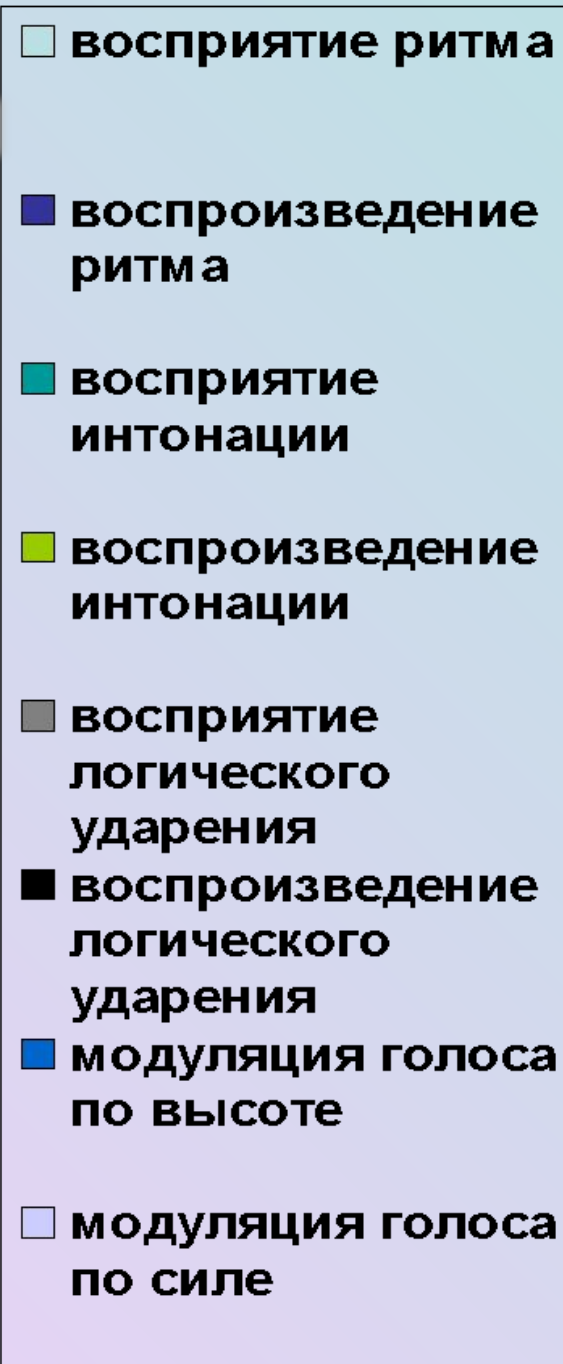 восприятие ритма
воспроизведение
ритма
восприятие
интонации
воспроизведение
интонации
восприятие
логического
ударения
воспроизведение
логического
ударения
модуляция голоса
по высоте
модуляция голоса
по силе